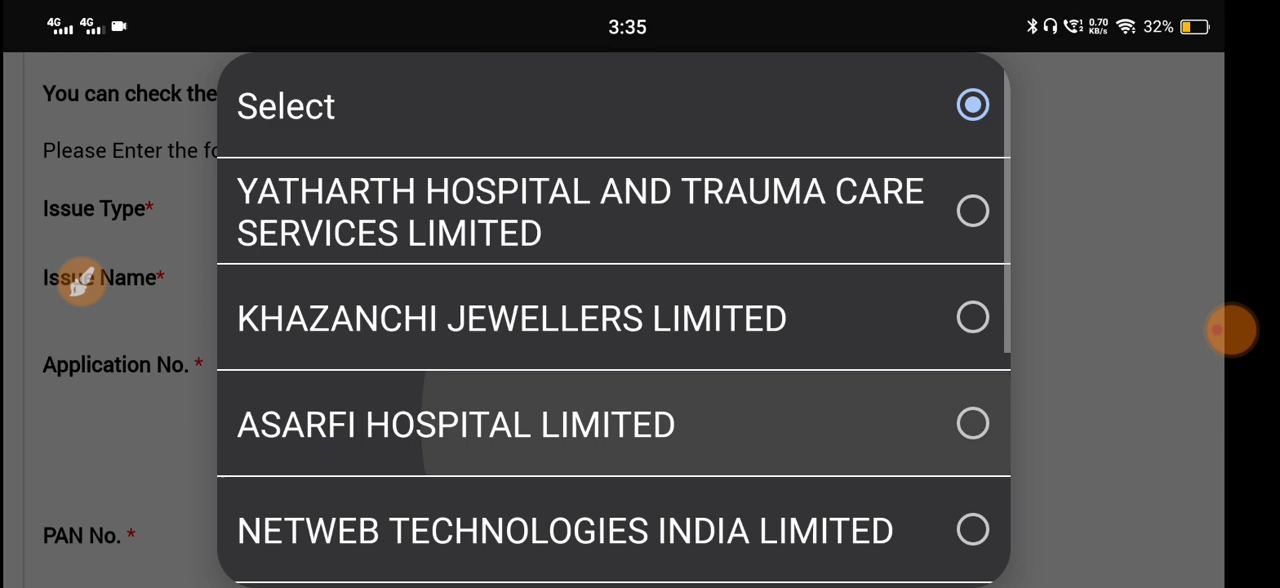 4G 4G 3:35 0.70 KB/s 32%
You can check the
Select
Please Enter the fo
YATHARTH HOSPITAL AND TRAUMA CARE
SERVICES LIMITED
Issue Type*
Issue Name*
KHAZANCHI JEWELLERS LIMITED
Application No. *
ASARFI HOSPITAL LIMITED
PAN No. *
NETWEB TECHNOLOGIES INDIA LIMITED